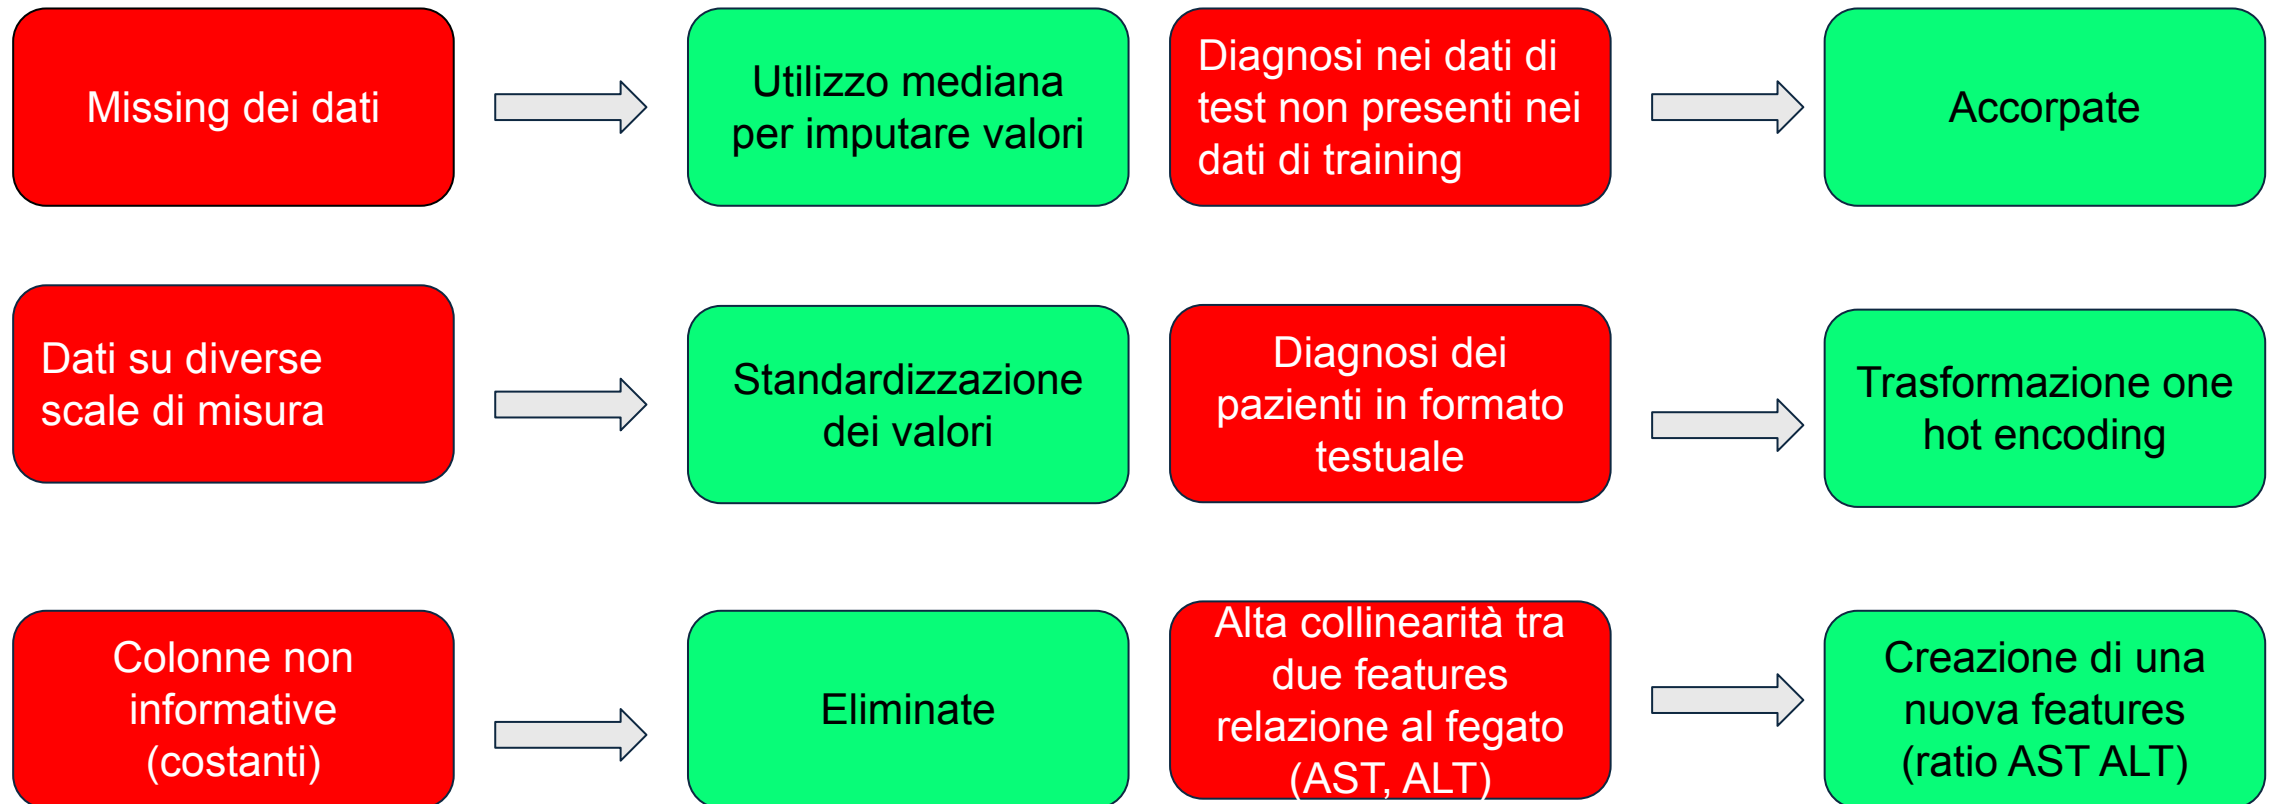 Missing dei dati
Utilizzo mediana
per imputare valori
Diagnosi nei dati di
test non presenti nei
dati di training
Accorpate
Dati su diverse
scale di misura
Standardizzazione
dei valori
Diagnosi dei
pazienti in formato
testuale
Trasformazione one
hot encoding
Colonne non
informative
(costanti)
Eliminate
Alta collinearità tra
due features
relazione al fegato
(AST, ALT)
Creazione di una
nuova features
(ratio AST ALT)